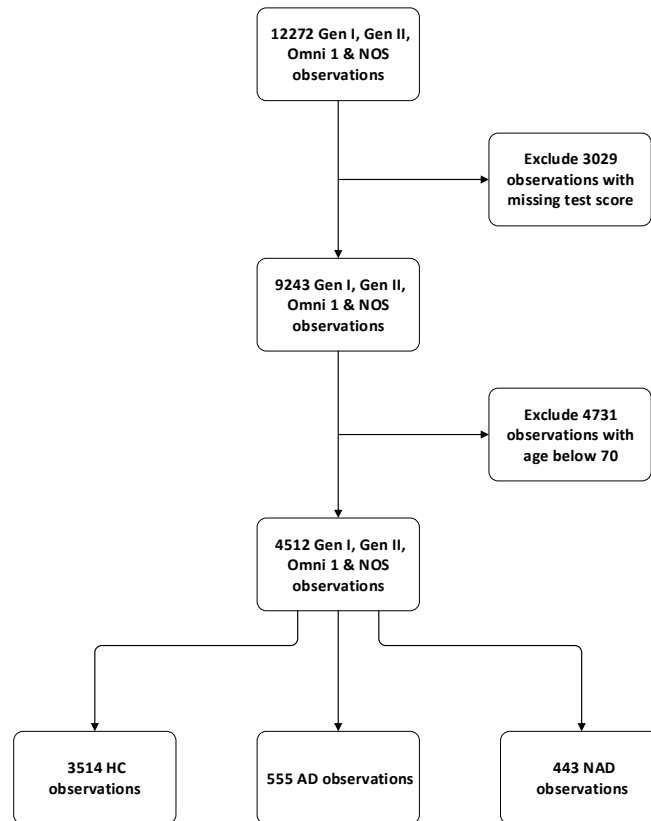 12272 Gen I, Gen II,
Omni 1 & NOS
observations
Exclude 3029
observations with
missing test score
9243 Gen I, Gen II,
Omni 1 & NOS
observations
Exclude 4731
observations with
age below 70
4512 Gen I, Gen II,
Omni 1 & NOS
observations
3514 HC
observations
555 AD observations
443 NAD
observations